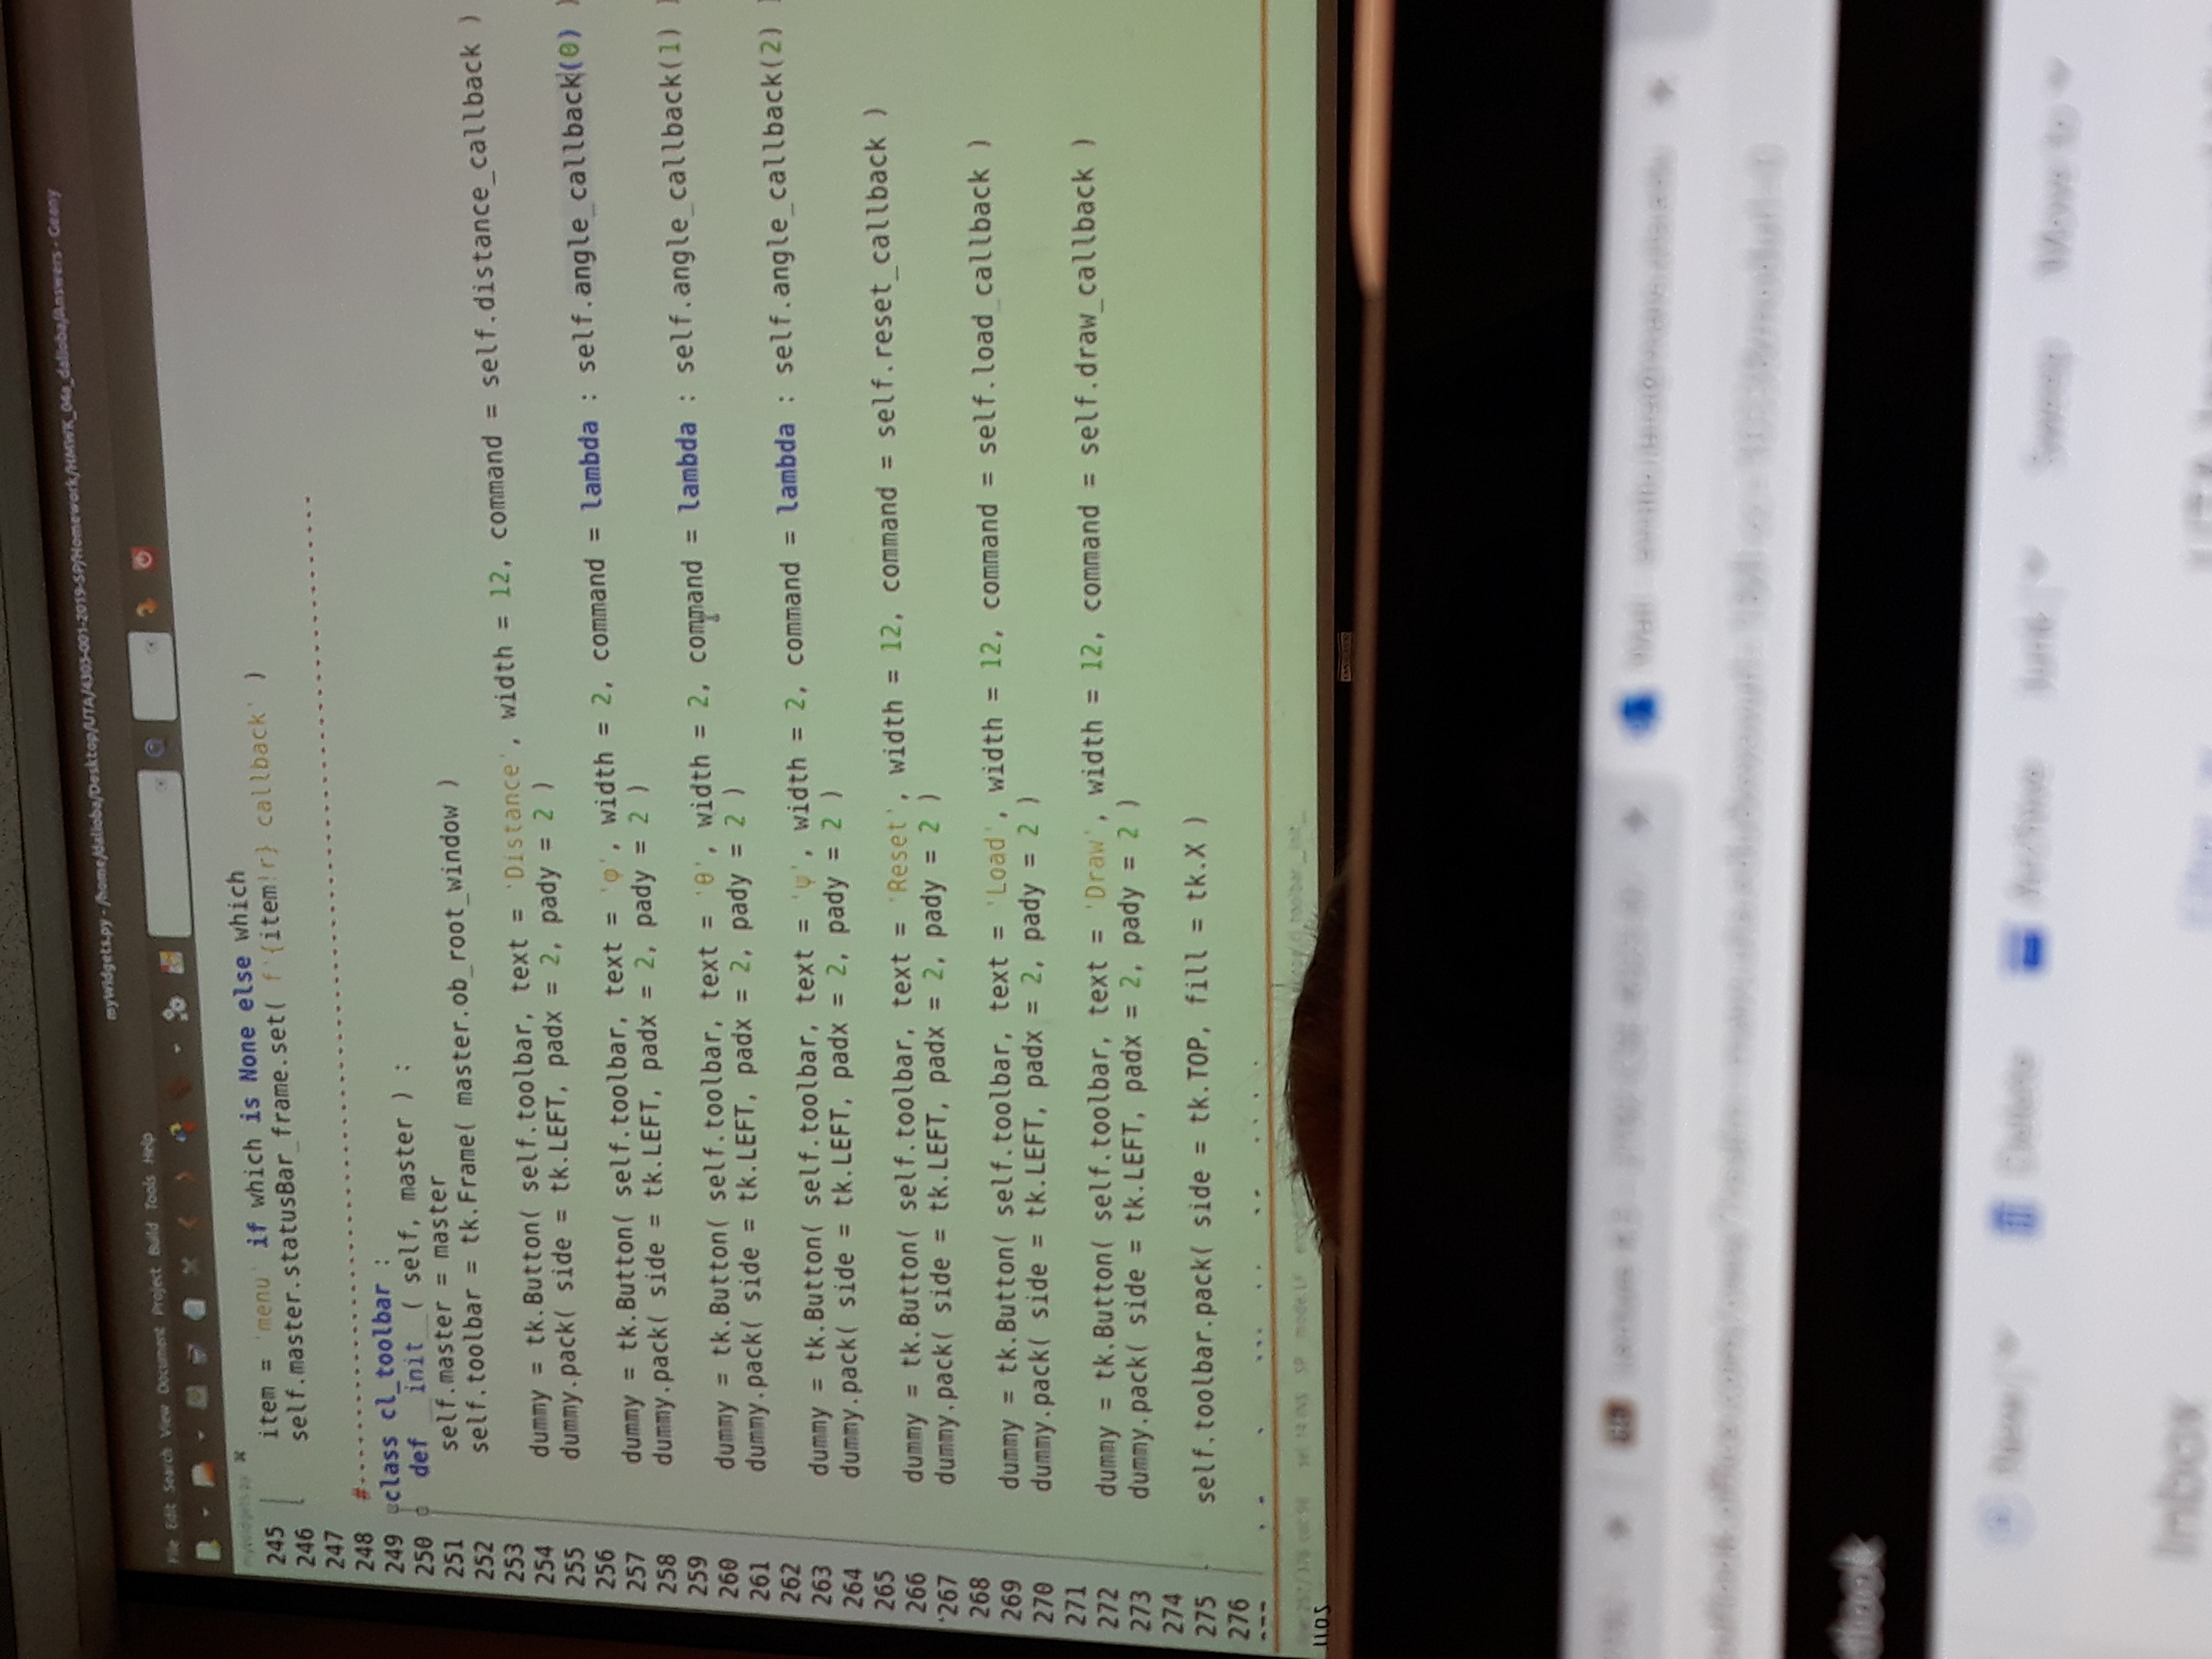 myWidgets.py - /home/dalioba/Desktop/UTA/4303-001-2019-SP/Homework/HMWK_04a_dalioba/Answers - Geany
File Edit Search View Document Project Build Tools Help
myWidgets.py
245 item = 'menu' if which is None else which
246 self.master.statusBar_frame.set( f'{item!r} callback' )
247
248 #----------------------------------------------------------------------
249 class cl_toolbar :
250 def __init__( self, master ) :
251 self.master = master
252 self.toolbar = tk.Frame( master.ob_root_window )
253
254 dummy = tk.Button( self.toolbar, text = 'Distance', width = 12, command = self.distance_callback )
255 dummy.pack( side = tk.LEFT, padx = 2, pady = 2 )
256
257 dummy = tk.Button( self.toolbar, text = 'φ', width = 2, command = lambda : self.angle_callback(0) )
258 dummy.pack( side = tk.LEFT, padx = 2, pady = 2 )
259
260 dummy = tk.Button( self.toolbar, text = 'θ', width = 2, command = lambda : self.angle_callback(1) )
261 dummy.pack( side = tk.LEFT, padx = 2, pady = 2 )
262
263 dummy = tk.Button( self.toolbar, text = 'ψ', width = 2, command = lambda : self.angle_callback(2) )
264 dummy.pack( side = tk.LEFT, padx = 2, pady = 2 )
265
266 dummy = tk.Button( self.toolbar, text = 'Reset', width = 12, command = self.reset_callback )
267 dummy.pack( side = tk.LEFT, padx = 2, pady = 2 )
268
269 dummy = tk.Button( self.toolbar, text = 'Load', width = 12, command = self.load_callback )
270 dummy.pack( side = tk.LEFT, padx = 2, pady = 2 )
271
272 dummy = tk.Button( self.toolbar, text = 'Draw', width = 12, command = self.draw_callback )
273 dummy.pack( side = tk.LEFT, padx = 2, pady = 2 )
274
275 self.toolbar.pack( side = tk.TOP, fill = tk.X )
276
line: 257/376 col: 98 sel: 14 INS SP mode: LF
New Delete Archive Junk Sweep Move to
Inbox Filter